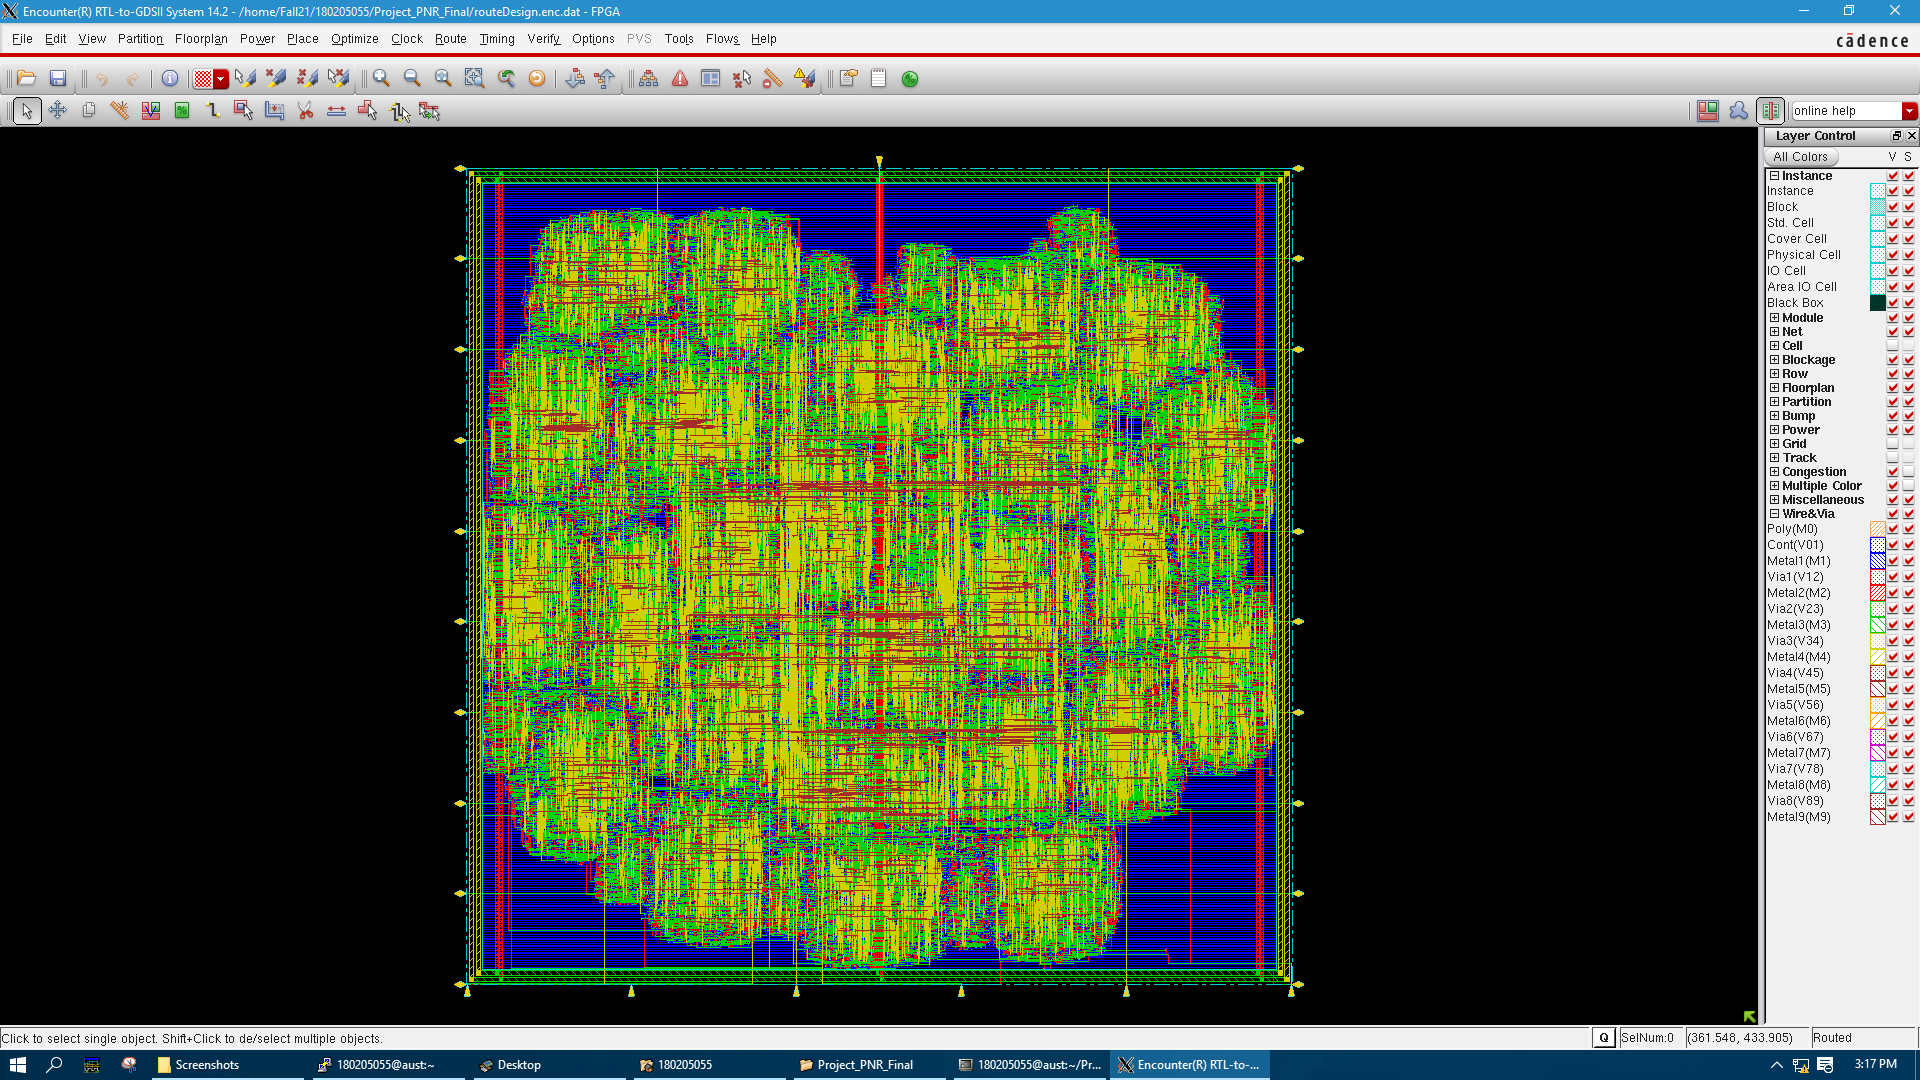 Encounter(R) RTL-to-GDSII System 14.2 - /home/Fall21/180205055/Project_PNR_Final/routeDesign.enc.dat - FPGA
File Edit View Partition Floorplan Power Place Optimize Clock Route Timing Verify Options PVS Tools Flows Help
cādence
online help
Layer Control
All Colors V S
Instance
Instance
Block
Std. Cell
Cover Cell
Physical Cell
IO Cell
Area IO Cell
Black Box
Module
Net
Cell
Blockage
Row
Floorplan
Partition
Bump
Power
Grid
Track
Congestion
Multiple Color
Miscellaneous
Wire&Via
Poly(M0)
Cont(V01)
Metal1(M1)
Via1(V12)
Metal2(M2)
Via2(V23)
Metal3(M3)
Via3(V34)
Metal4(M4)
Via4(V45)
Metal5(M5)
Via5(V56)
Metal6(M6)
Via6(V67)
Metal7(M7)
Via7(V78)
Metal8(M8)
Via8(V89)
Metal9(M9)
Click to select single object. Shift+Click to de/select multiple objects.
Q SelNum:0 (361.548, 433.905) Routed
Screenshots 180205055@aust:~ Desktop 180205055 Project_PNR_Final 180205055@aust:~/Pr... Encounter(R) RTL-to-... 3:17 PM